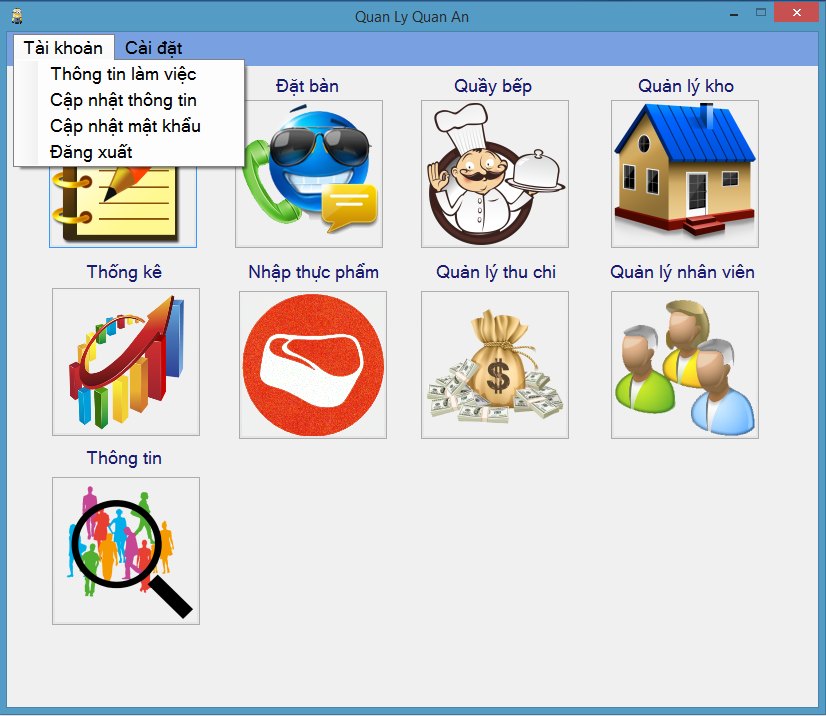 Quan Ly Quan An
Tài khoản Cài đặt
Thông tin làm việc
Cập nhật thông tin
Cập nhật mật khẩu
Đăng xuất
Đặt bàn Quầy bếp Quản lý kho
Thống kê Nhập thực phẩm Quản lý thu chi Quản lý nhân viên
$
Thông tin